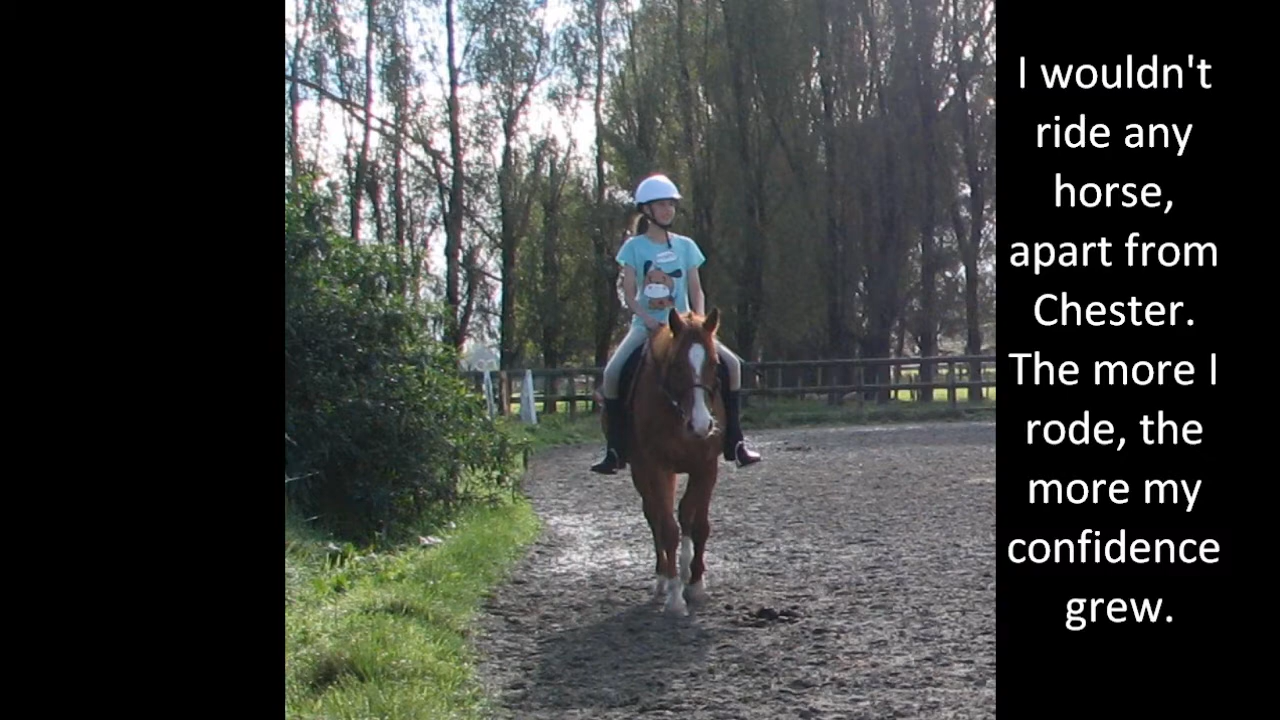 I wouldn't
ride any
horse,
apart from
Chester.
The more I
rode, the
more my
confidence
grew.